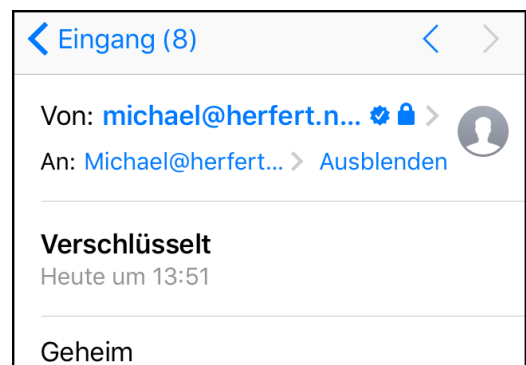 Eingang (8)
Von: michael@herfert.n...
An: Michael@herfert... Ausblenden
Verschlüsselt
Heute um 13:51
Geheim